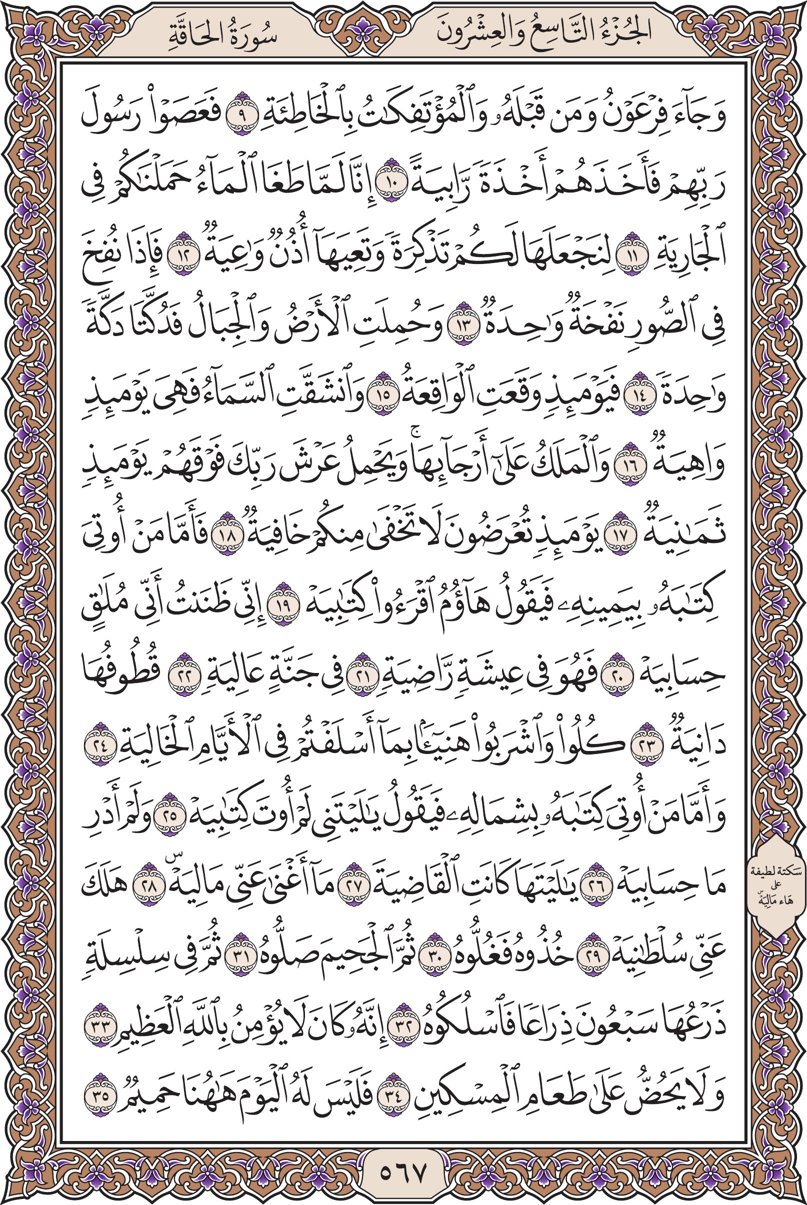 الجُزْءُ التَّاسِعُ وَالعِشْرُونَ
سُورَةُ الحَاقَّةِ
وَجَآءَ فِرْعَوْنُ وَمَن قَبْلَهُۥ وَٱلْمُؤْتَفِكَٰتُ بِٱلْخَاطِئَةِ ٩ فَعَصَوْا۟ رَسُولَ
رَبِّهِمْ فَأَخَذَهُمْ أَخْذَةً رَّابِيَةً ١٠ إِنَّا لَمَّا طَغَا ٱلْمَآءُ حَمَلْنَٰكُمْ فِى
ٱلْجَارِيَةِ ١١ لِنَجْعَلَهَا لَكُمْ تَذْكِرَةً وَتَعِيَهَآ أُذُنٌ وَٰعِيَةٌ ١٢ فَإِذَا نُفِخَ
فِى ٱلصُّورِ نَفْخَةٌ وَٰحِدَةٌ ١٣ وَحُمِلَتِ ٱلْأَرْضُ وَٱلْجِبَالُ فَدُكَّتَا دَكَّةً
وَٰحِدَةً ١٤ فَيَوْمَئِذٍ وَقَعَتِ ٱلْوَاقِعَةُ ١٥ وَٱنشَقَّتِ ٱلسَّمَآءُ فَهِىَ يَوْمَئِذٍ
وَاهِيَةٌ ١٦ وَٱلْمَلَكُ عَلَىٰٓ أَرْجَآئِهَا ۚ وَيَحْمِلُ عَرْشَ رَبِّكَ فَوْقَهُمْ يَوْمَئِذٍ
ثَمَٰنِيَةٌ ١٧ يَوْمَئِذٍ تُعْرَضُونَ لَا تَخْفَىٰ مِنكُمْ خَافِيَةٌ ١٨ فَأَمَّا مَنْ أُوتِىَ
كِتَٰبَهُۥ بِيَمِينِهِۦ فَيَقُولُ هَآؤُمُ ٱقْرَءُوا۟ كِتَٰبِيَهْ ١٩ إِنِّى ظَنَنتُ أَنِّى مُلَٰقٍ
حِسَابِيَهْ ٢٠ فَهُوَ فِى عِيشَةٍ رَّاضِيَةٍ ٢١ فِى جَنَّةٍ عَالِيَةٍ ٢٢ قُطُوفُهَا
دَانِيَةٌ ٢٣ كُلُوا۟ وَٱشْرَبُوا۟ هَنِيٓـًٔۢا بِمَآ أَسْلَفْتُمْ فِى ٱلْأَيَّامِ ٱلْخَالِيَةِ ٢٤
وَأَمَّا مَنْ أُوتِىَ كِتَٰبَهُۥ بِشِمَالِهِۦ فَيَقُولُ يَٰلَيْتَنِى لَمْ أُوتَ كِتَٰبِيَهْ ٢٥ وَلَمْ أَدْرِ
مَا حِسَابِيَهْ ٢٦ يَٰلَيْتَهَا كَانَتِ ٱلْقَاضِيَةَ ٢٧ مَآ أَغْنَىٰ عَنِّى مَالِيَهْ ۜ ٢٨ هَلَكَ
عَنِّى سُلْطَٰنِيَهْ ٢٩ خُذُوهُ فَغُلُّوهُ ٣٠ ثُمَّ ٱلْجَحِيمَ صَلُّوهُ ٣١ ثُمَّ فِى سِلْسِلَةٍ
ذَرْعُهَا سَبْعُونَ ذِرَاعًا فَٱسْلُكُوهُ ٣٢ إِنَّهُۥ كَانَ لَا يُؤْمِنُ بِٱللَّهِ ٱلْعَظِيمِ ٣٣
وَلَا يَحُضُّ عَلَىٰ طَعَامِ ٱلْمِسْكِينِ ٣٤ فَلَيْسَ لَهُ ٱلْيَوْمَ هَٰهُنَا حَمِيمٌ ٣٥
سَكتة لطيفة
على
هَاء مَالِيَهْۜ
٥٦٧